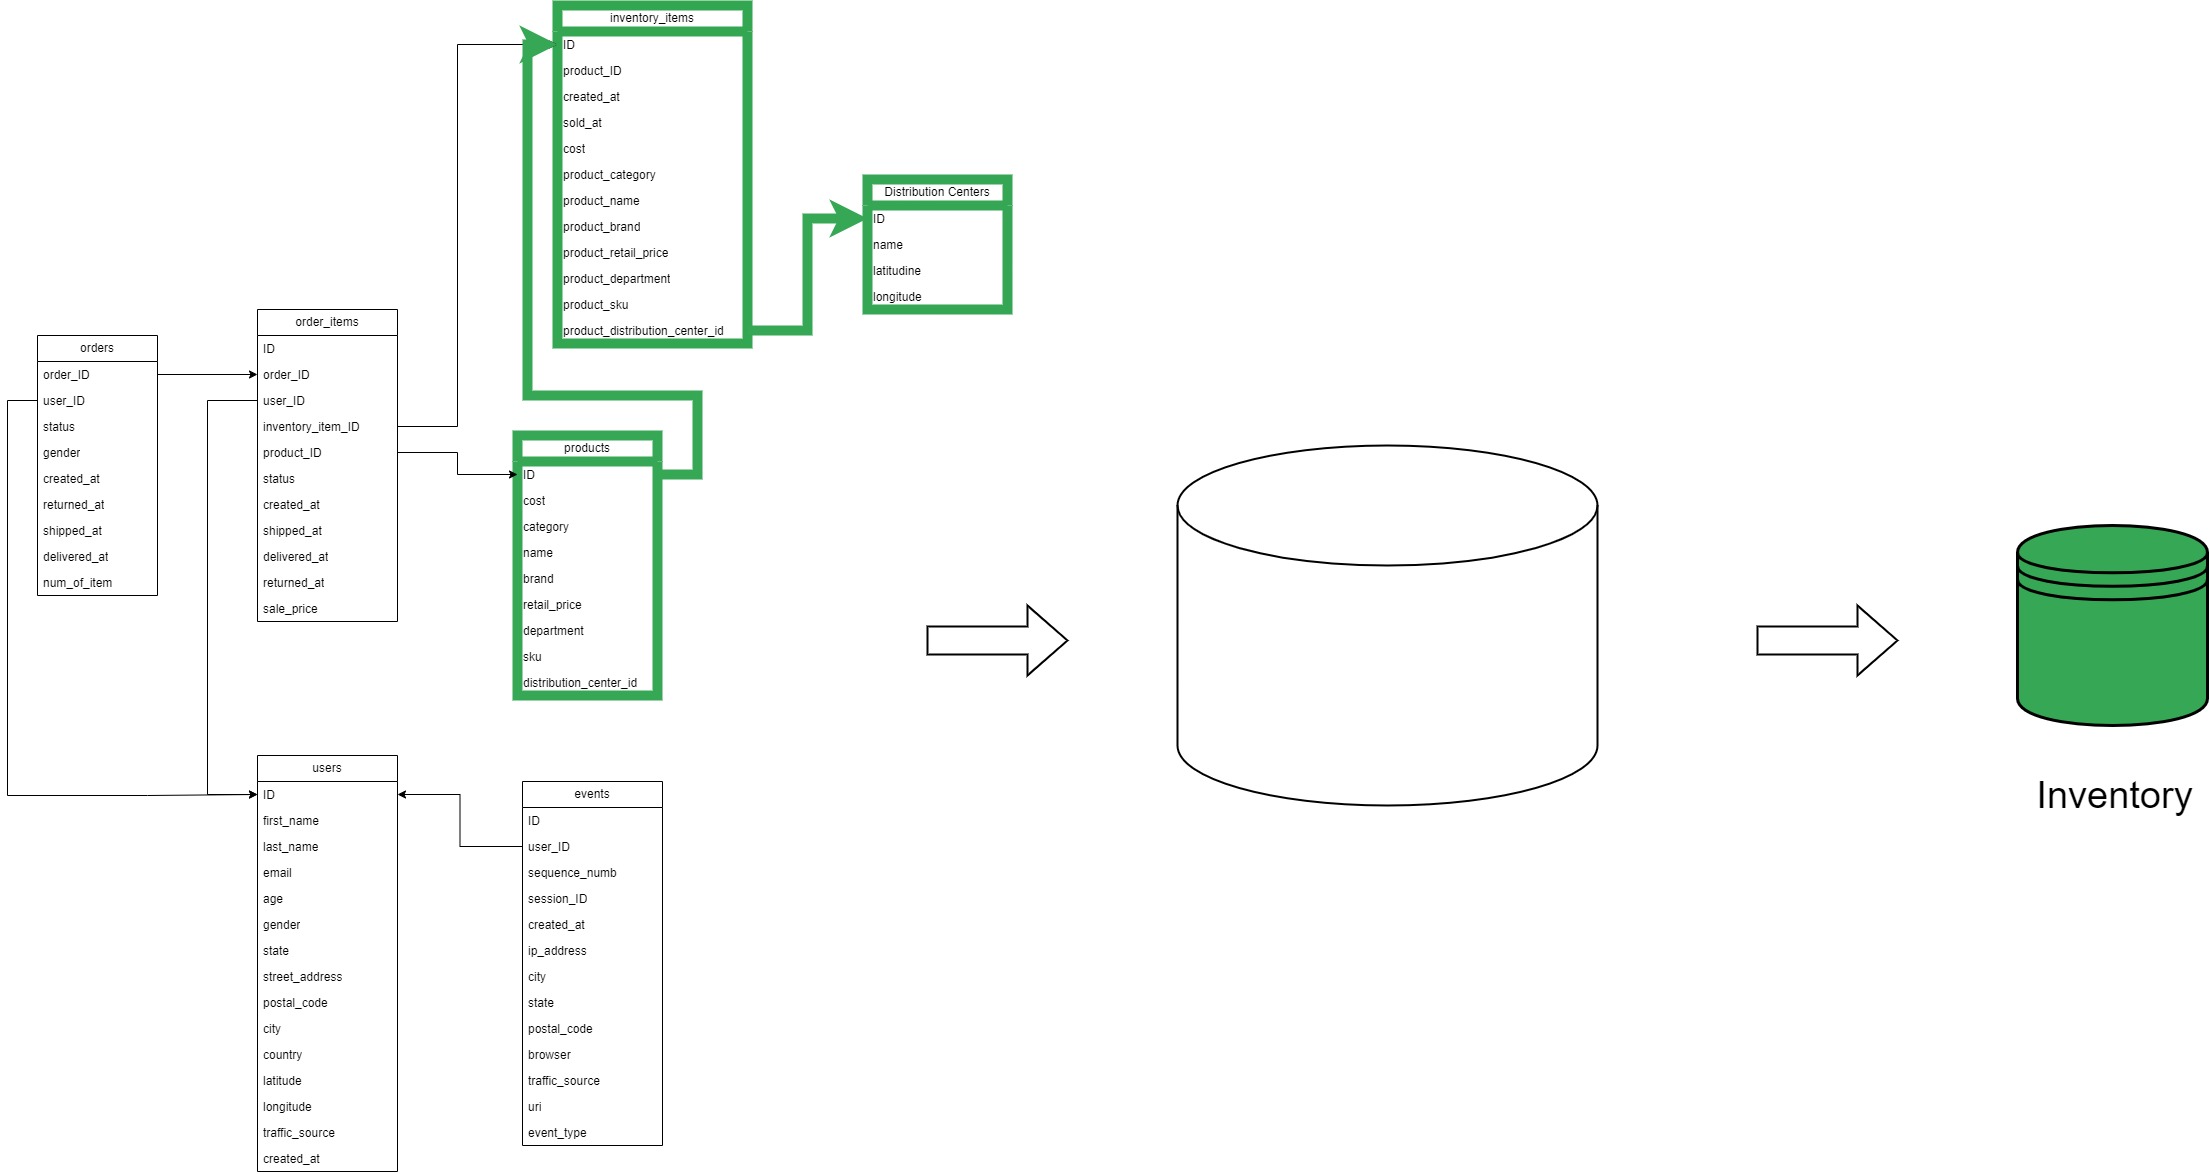 inventory_items
ID
product_ID
created_at
sold_at
cost
product_category
product_name
product_brand
product_retail_price
product_department
product_sku
product_distribution_center_id
Distribution Centers
ID
name
latitudine
longitude
orders
order_ID
user_ID
status
gender
created_at
returned_at
shipped_at
delivered_at
num_of_item
order_items
ID
order_ID
user_ID
inventory_item_ID
product_ID
status
created_at
shipped_at
delivered_at
returned_at
sale_price
products
ID
cost
category
name
brand
retail_price
department
sku
distribution_center_id
users
ID
first_name
last_name
email
age
gender
state
street_address
postal_code
city
country
latitude
longitude
traffic_source
created_at
events
ID
user_ID
sequence_numb
session_ID
created_at
ip_address
city
state
postal_code
browser
traffic_source
uri
event_type
Inventory